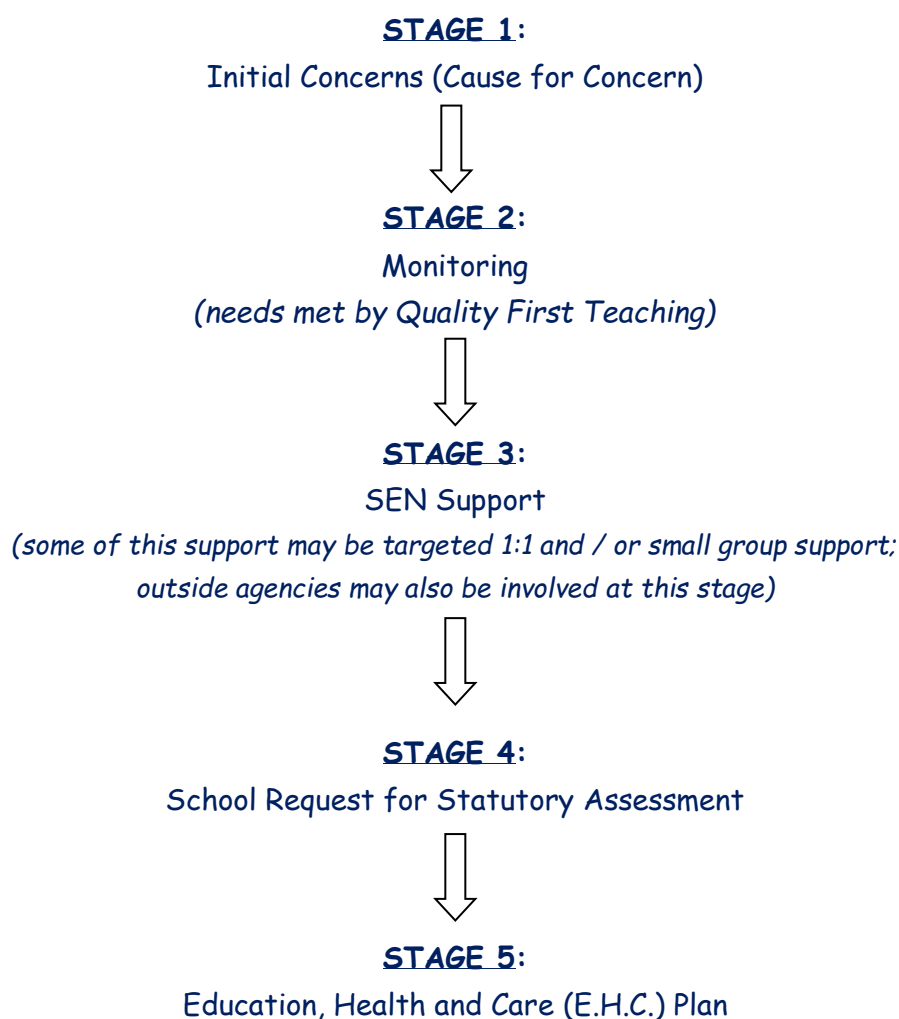 STAGE 1:
Initial Concerns (Cause for Concern)
STAGE 2:
Monitoring
(needs met by Quality First Teaching)
STAGE 3:
SEN Support
(some of this support may be targeted 1:1 and / or small group support;
outside agencies may also be involved at this stage)
STAGE 4:
School Request for Statutory Assessment
STAGE 5:
Education, Health and Care (E.H.C.) Plan